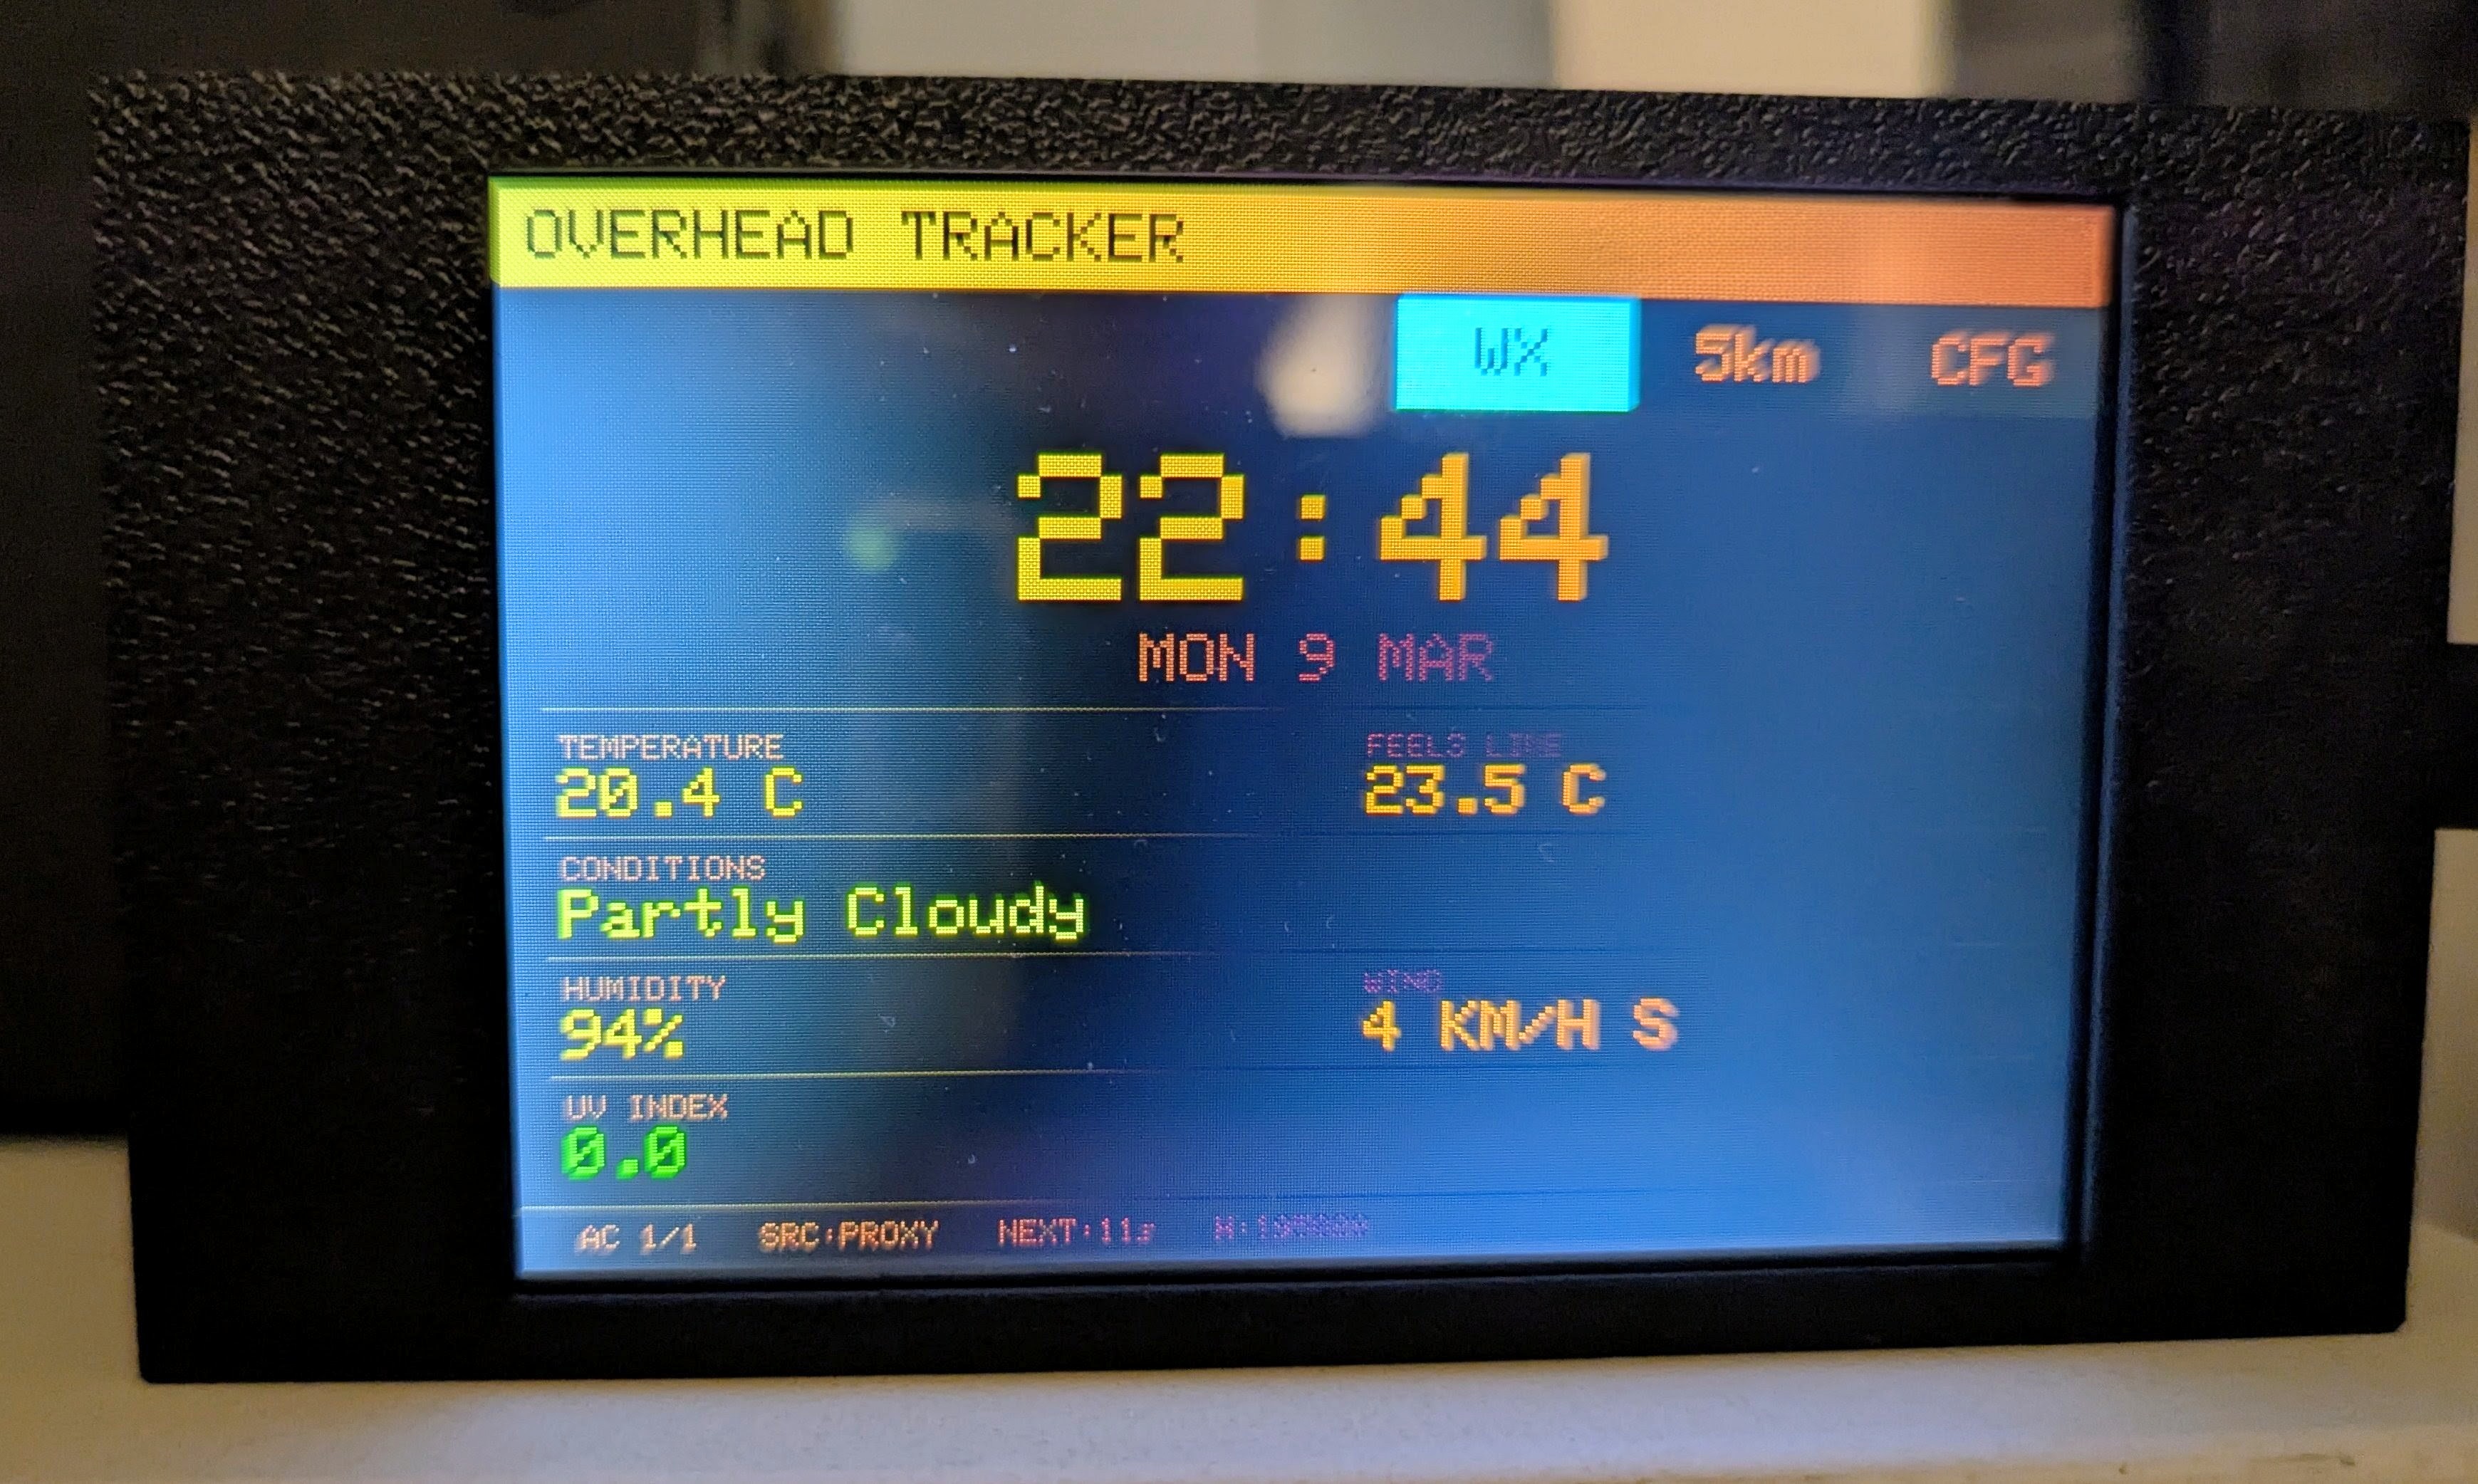 OVERHEAD TRACKER
WX 5km CFG
22:44
MON 9 MAR
TEMPERATURE FEELS LIKE
20.4 C 23.5 C
CONDITIONS
Partly Cloudy
HUMIDITY WIND
94% 4 KM/H S
UV INDEX
0.0
AC 1/1 SRC:PROXY NEXT:11s